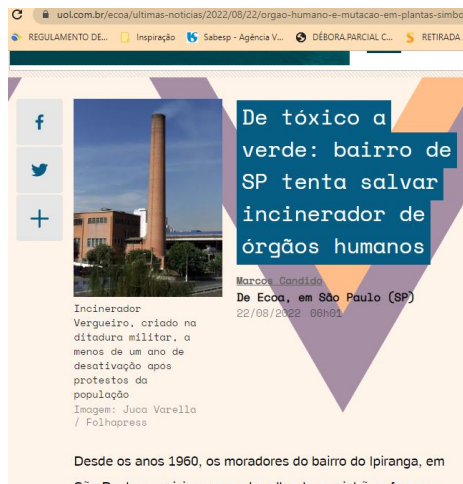 uol.com.br/ecoa/ultimas-noticias/2022/08/22/orgao-humano-e-mutacao-em-plantas-simbo
REGULAMENTO DE... Inspiração Sabesp - Agência V... DÉBORA.PARCIAL C... RETIRADA
De tóxico a
verde: bairro de
SP tenta salvar
incinerador de
órgãos humanos
Marcos Candido
De Ecoa, em São Paulo (SP)
22/08/2022 06h01
Incinerador
Vergueiro, criado na
ditadura militar, a
menos de um ano de
desativação após
protestos da
população
Imagem: Juca Varella
/ Folhapress
Desde os anos 1960, os moradores do bairro do Ipiranga, em